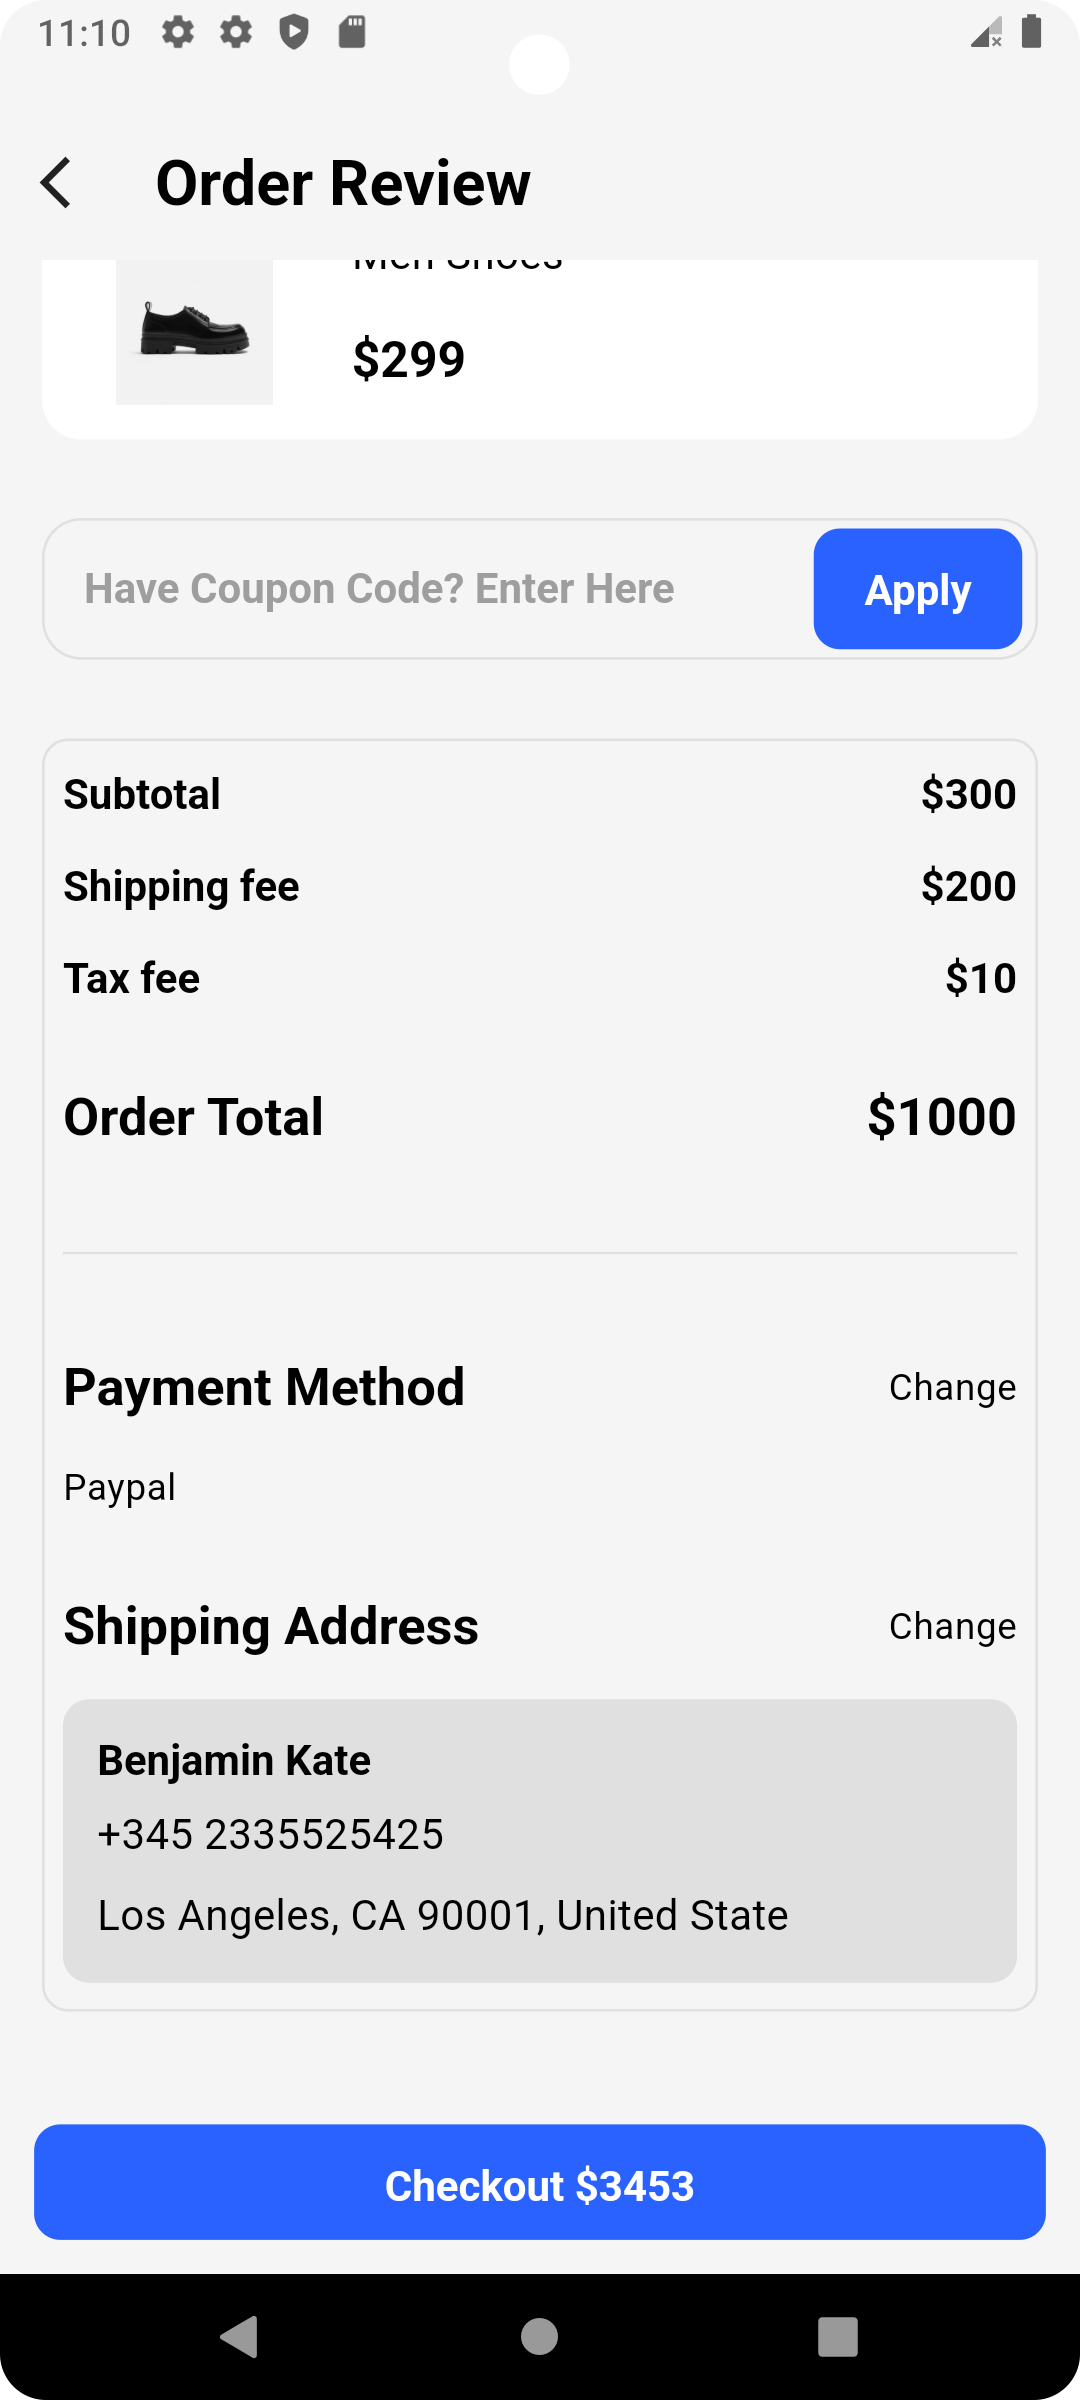 11:10
Order Review
Men Shoes
$299
Have Coupon Code? Enter Here
Apply
Subtotal $300
Shipping fee $200
Tax fee $10
Order Total $1000
Payment Method Change
Paypal
Shipping Address Change
Benjamin Kate
+345 2335525425
Los Angeles, CA 90001, United State
Checkout $3453